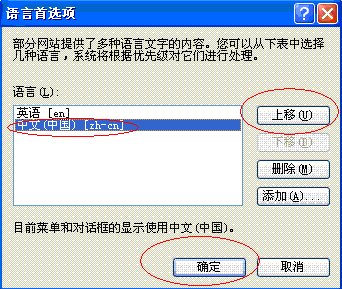 语言首选项
部分网站提供了多种语言文字的内容。您可以从下表中选择
几种语言，系统将根据优先级对它们进行处理。
语言(L):
英语 [en]
中文(中国) [zh-cn]
上移(U)
下移(I)
删除(M)
添加(A)...
目前菜单和对话框的显示使用中文(中国)。
确定
取消